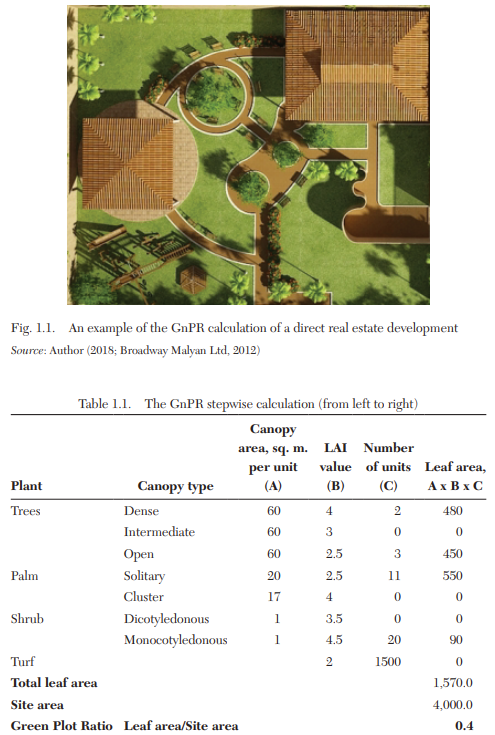 Fig. 1.1. An example of the GnPR calculation of a direct real estate development
Source: Author (2018; Broadway Malyan Ltd, 2012)
Table 1.1. The GnPR stepwise calculation (from left to right)
Canopy
area, sq. m. LAI Number
per unit value of units Leaf area,
Plant Canopy type (A) (B) (C) A x B x C
Trees Dense 60 4 2 480
Intermediate 60 3 0 0
Open 60 2.5 3 450
Palm Solitary 20 2.5 11 550
Cluster 17 4 0 0
Shrub Dicotyledonous 1 3.5 0 0
Monocotyledonous 1 4.5 20 90
Turf 2 1500 0
Total leaf area 1,570.0
Site area 4,000.0
Green Plot Ratio Leaf area/Site area 0.4